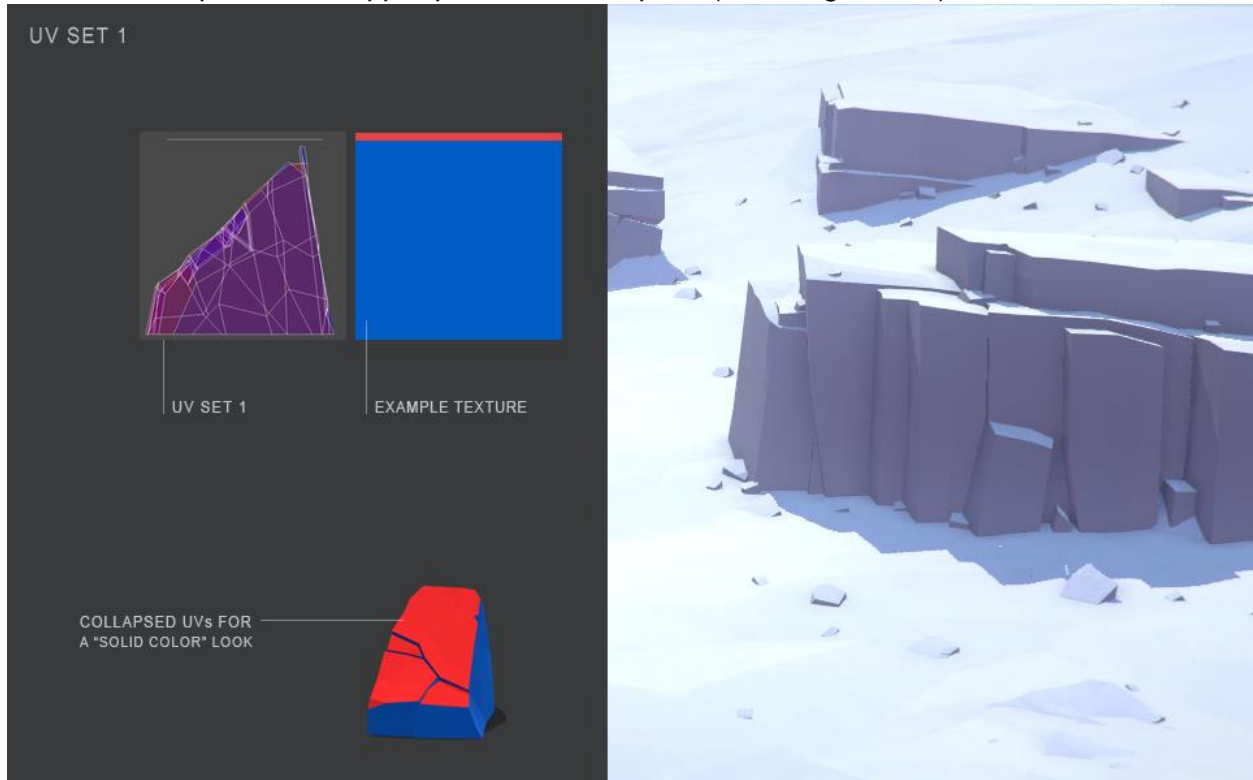 UV SET 1
UV SET 1
EXAMPLE TEXTURE
COLLAPSED UVs FOR
A "SOLID COLOR" LOOK